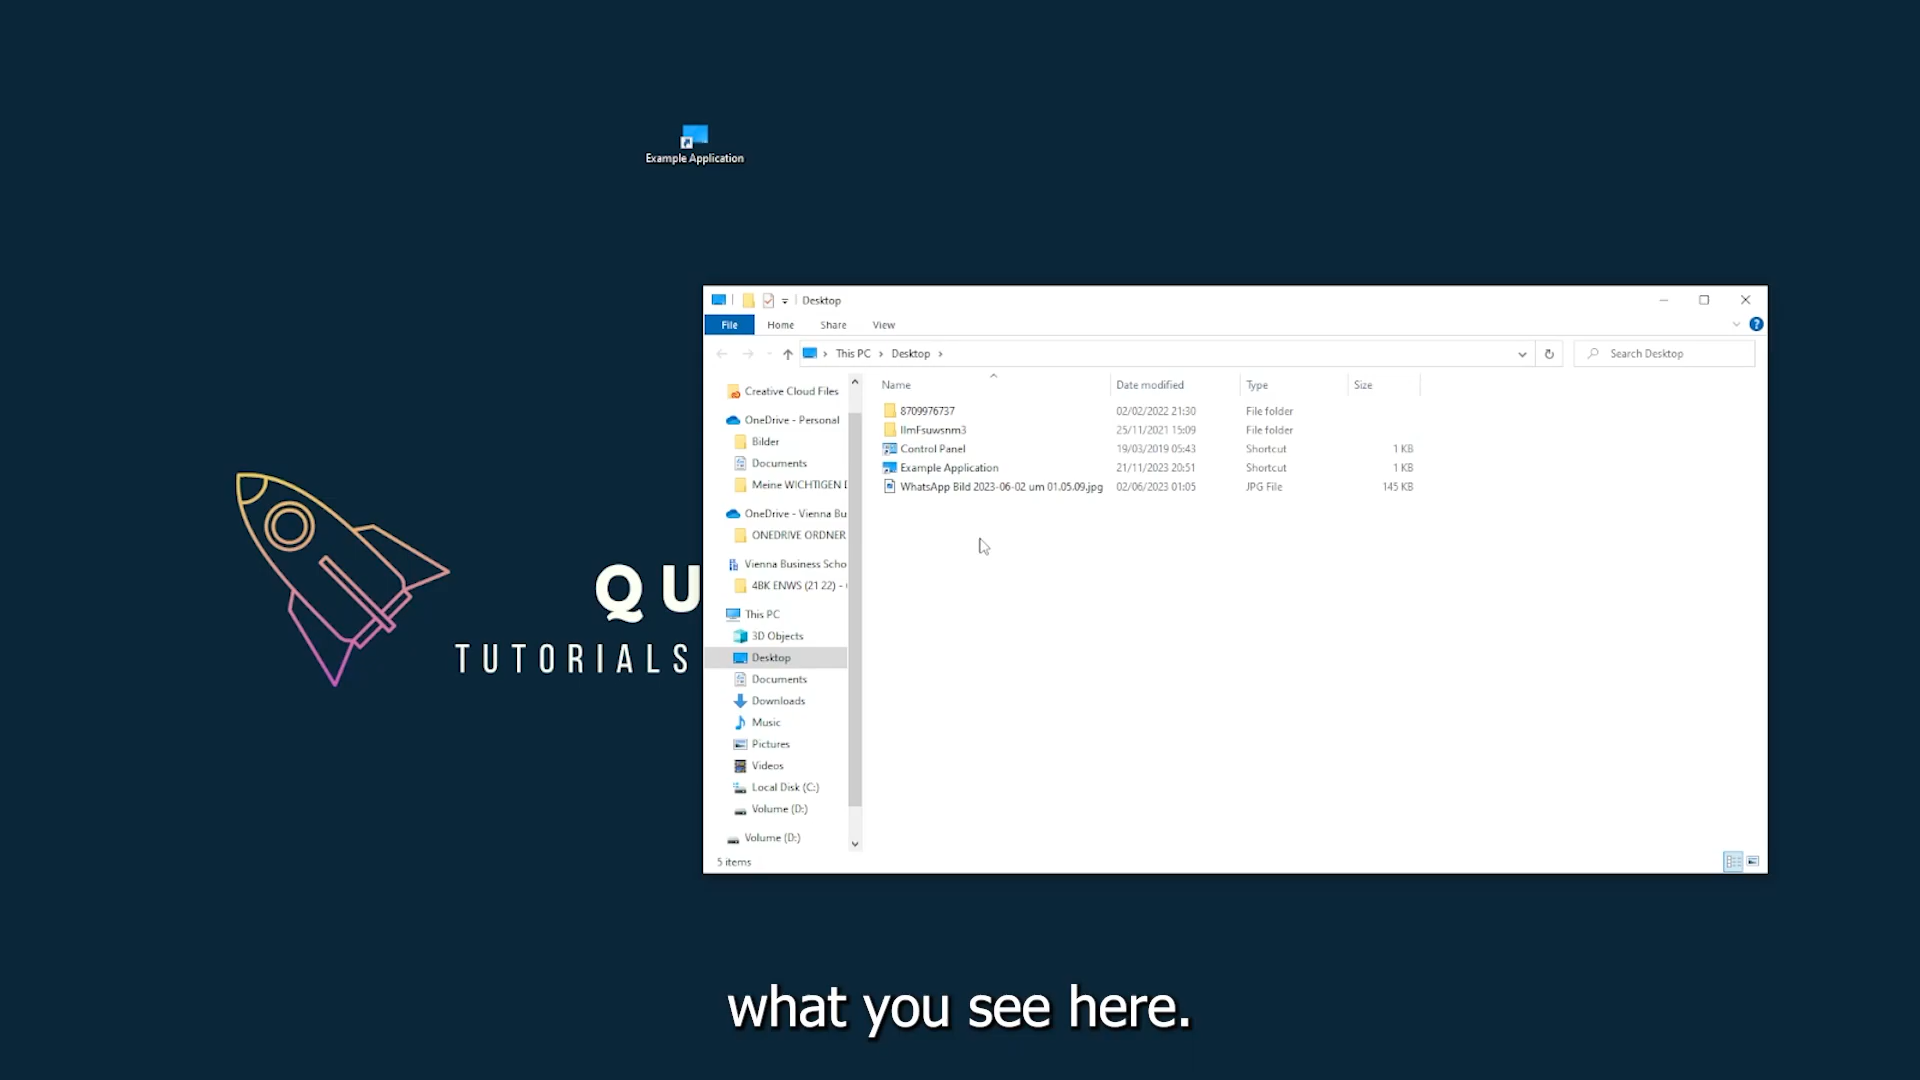 Example Application
QU
TUTORIALS
Desktop
File Home Share View
This PC Desktop
Search Desktop
Name Date modified Type Size
8709976737 02/02/2022 21:30 File folder
25/11/2021 15:09 File folder
Control Panel 19/03/2019 05:43 Shortcut 1 KB
Example Application 21/11/2023 20:51 Shortcut 1 KB
WhatsApp Bild 2023-06-02 um 01.05.09.jpg 02/06/2023 01:05 JPG File 145 KB
Creative Cloud Files
OneDrive - Personal
Bilder
Documents
Meine WICHTIGEN
OneDrive - Vienna Bu
ONEDRIVE ORDNER
Vienna Business Scho
4BK ENWS (21 22) -
This PC
3D Objects
Desktop
Documents
Downloads
Music
Pictures
Videos
Local Disk (C:)
Volume (D:)
Volume (D:)
5 items
what you see here.